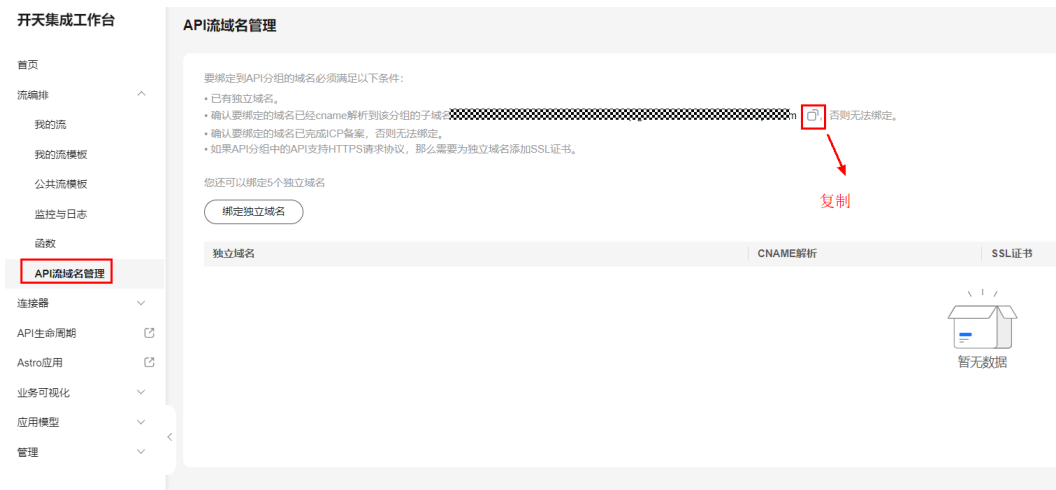 开天集成工作台
API流域名管理
首页
流编排
我的流
我的流模板
公共流模板
监控与日志
函数
API流域名管理
连接器
API生命周期
Astro应用
业务可视化
应用模型
管理
要绑定到API分组的域名必须满足以下条件：
• 已有独立域名。
• 确认要绑定的域名已经cname解析到该分组的子域名 ，否则无法绑定。
• 确认要绑定的域名已完成ICP备案，否则无法绑定。
• 如果API分组中的API支持HTTPS请求协议，那么需要为独立域名添加SSL证书。
复制
您还可以绑定5个独立域名
绑定独立域名
独立域名 CNAME解析 SSL证书
暂无数据